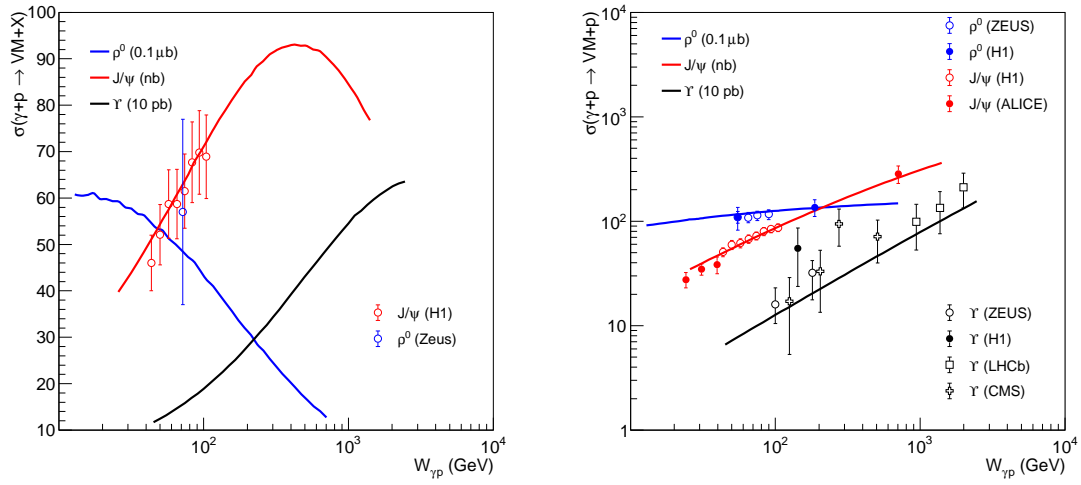 σ(γ+p → VM+X)
100
90
80
70
60
50
40
30
20
10
ρ⁰ (0.1 μb)
J/ψ (nb)
ϒ (10 pb)
J/ψ (H1)
ρ⁰ (Zeus)
10² 10³ 10⁴
W_γp (GeV)
σ(γ+p → VM+p)
10⁴
10³
10²
10
1
ρ⁰ (0.1 μb)
J/ψ (nb)
ϒ (10 pb)
ρ⁰ (ZEUS)
ρ⁰ (H1)
J/ψ (H1)
J/ψ (ALICE)
ϒ (ZEUS)
ϒ (H1)
ϒ (LHCb)
ϒ (CMS)
10² 10³ 10⁴
W_γp (GeV)